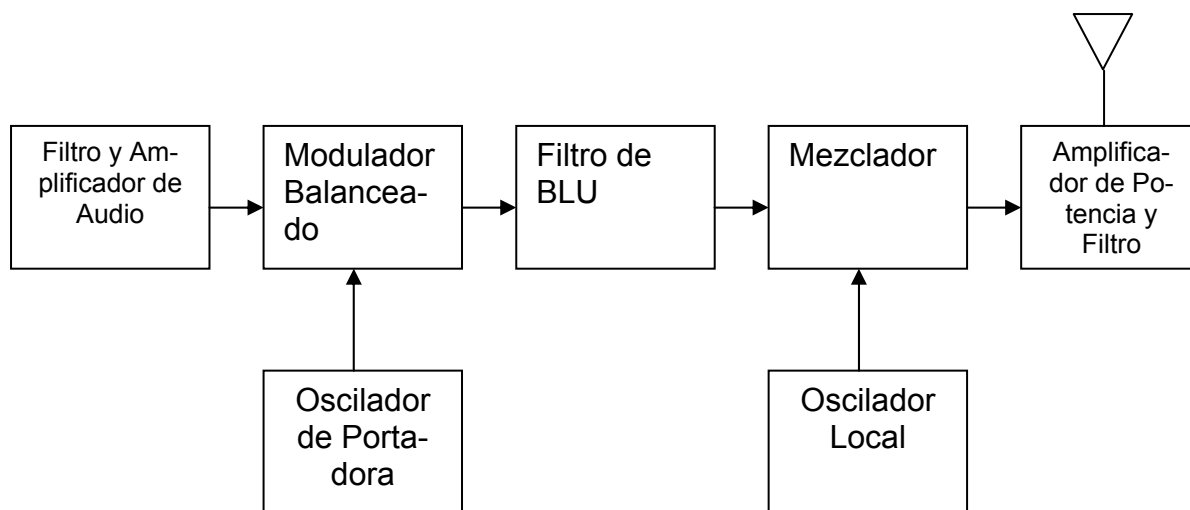 Filtro y Am-
plificador de
Audio
Modulador
Balancea-
do
Filtro de
BLU
Mezclador
Amplifica-
dor de Po-
tencia y
Filtro
Oscilador
de Porta-
dora
Oscilador
Local